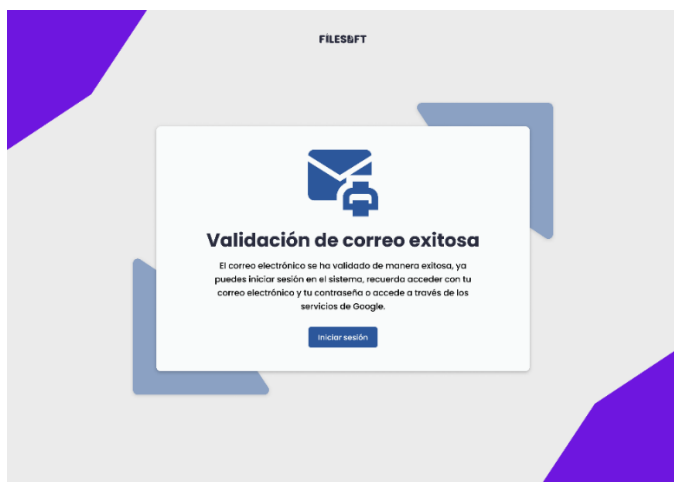 FILESOFT
Validación de correo exitosa
El correo electrónico se ha validado de manera exitosa, ya
puedes iniciar sesión en el sistema, recuerda acceder con tu
correo electrónico y tu contraseña o accede a través de los
servicios de Google.
Iniciar sesión